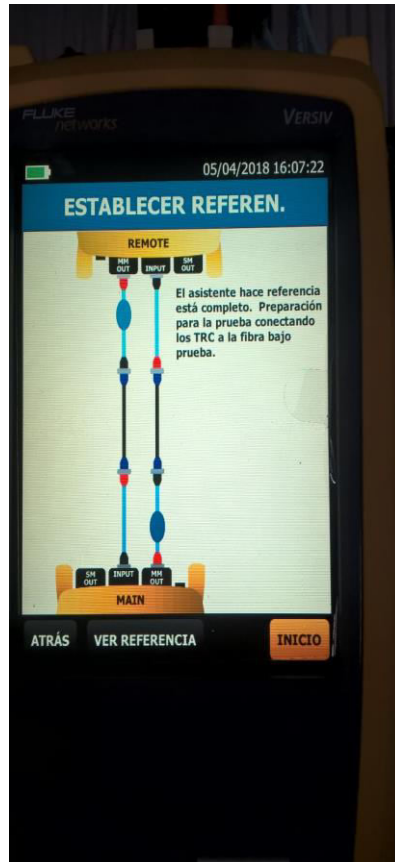 FLUKE
networks
VERSIV
05/04/2018 16:07:22
ESTABLECER REFEREN.
REMOTE
MM
OUT
INPUT
SM
OUT
El asistente hace referencia
está completo. Preparación
para la prueba conectando
los TRC a la fibra bajo
prueba.
SM
OUT
INPUT
MM
OUT
MAIN
ATRÁS
VER REFERENCIA
INICIO